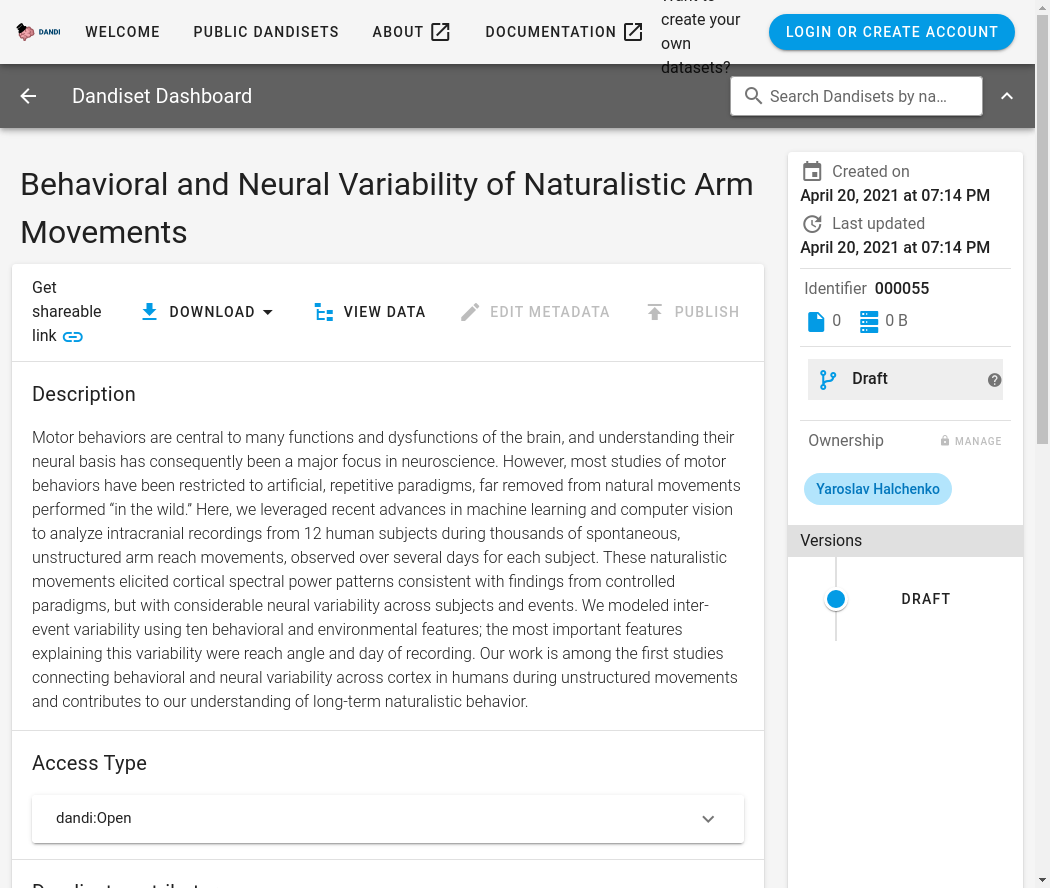 DANDI
WELCOME
PUBLIC DANDISETS
ABOUT
DOCUMENTATION
create your
own
datasets?
LOGIN OR CREATE ACCOUNT
Dandiset Dashboard
Search Dandisets by na…
Behavioral and Neural Variability of Naturalistic Arm
Movements
Get
shareable
link
DOWNLOAD
VIEW DATA
EDIT METADATA
PUBLISH
Description
Motor behaviors are central to many functions and dysfunctions of the brain, and understanding their
neural basis has consequently been a major focus in neuroscience. However, most studies of motor
behaviors have been restricted to artificial, repetitive paradigms, far removed from natural movements
performed “in the wild.” Here, we leveraged recent advances in machine learning and computer vision
to analyze intracranial recordings from 12 human subjects during thousands of spontaneous,
unstructured arm reach movements, observed over several days for each subject. These naturalistic
movements elicited cortical spectral power patterns consistent with findings from controlled
paradigms, but with considerable neural variability across subjects and events. We modeled inter-
event variability using ten behavioral and environmental features; the most important features
explaining this variability were reach angle and day of recording. Our work is among the first studies
connecting behavioral and neural variability across cortex in humans during unstructured movements
and contributes to our understanding of long-term naturalistic behavior.
Access Type
dandi:Open
Created on
April 20, 2021 at 07:14 PM
Last updated
April 20, 2021 at 07:14 PM
Identifier 000055
0
0 B
Draft
Ownership
MANAGE
Yaroslav Halchenko
Versions
DRAFT